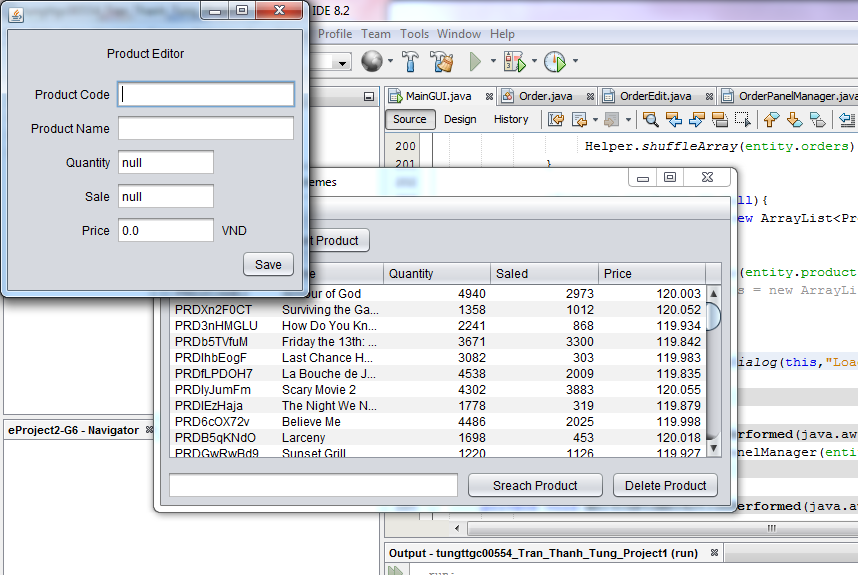 IDE 8.2
Profile Team Tools Window Help
Product Editor
Product Code
Product Name
Quantity null
Sale null
Price 0.0 VND
Save
MainGUI.java Order.java OrderEdit.java OrderPanelManager.java
Source Design History
200 Helper.shuffleArray(entity.orders)
201 }
emes
ll){
ew ArrayList<Pr
t Product
(entity.product
s = new ArrayLi
Quantity Saled Price
our of God 4940 2973 120.003
PRDXn2F0CT Surviving the Ga... 1358 1012 120.052
PRD3nHMGLU How Do You Kn... 2241 868 119.934
PRDb5TVfuM Friday the 13th: ... 3671 3300 119.842
PRDlhbEogF Last Chance H... 3082 303 119.983
PRDfLPDOH7 La Bouche de J... 4538 2009 119.835
PRDlyJumFm Scary Movie 2 4302 3883 120.055
PRDIEzHaja The Night We N... 1778 319 119.879
PRD6cOX72v Believe Me 4486 2025 119.998
PRDB5qKNdO Larceny 1698 453 120.018
PRDGwRwBd9 Sunset Grill 1220 1126 119.927
ialog(this,"Loa
rformed(java.aw
nelManager(enti
erformed(java.aw
eProject2-G6 - Navigator
Sreach Product Delete Product
Output - tungttgc00554_Tran_Thanh_Tung_Project1 (run)
run: